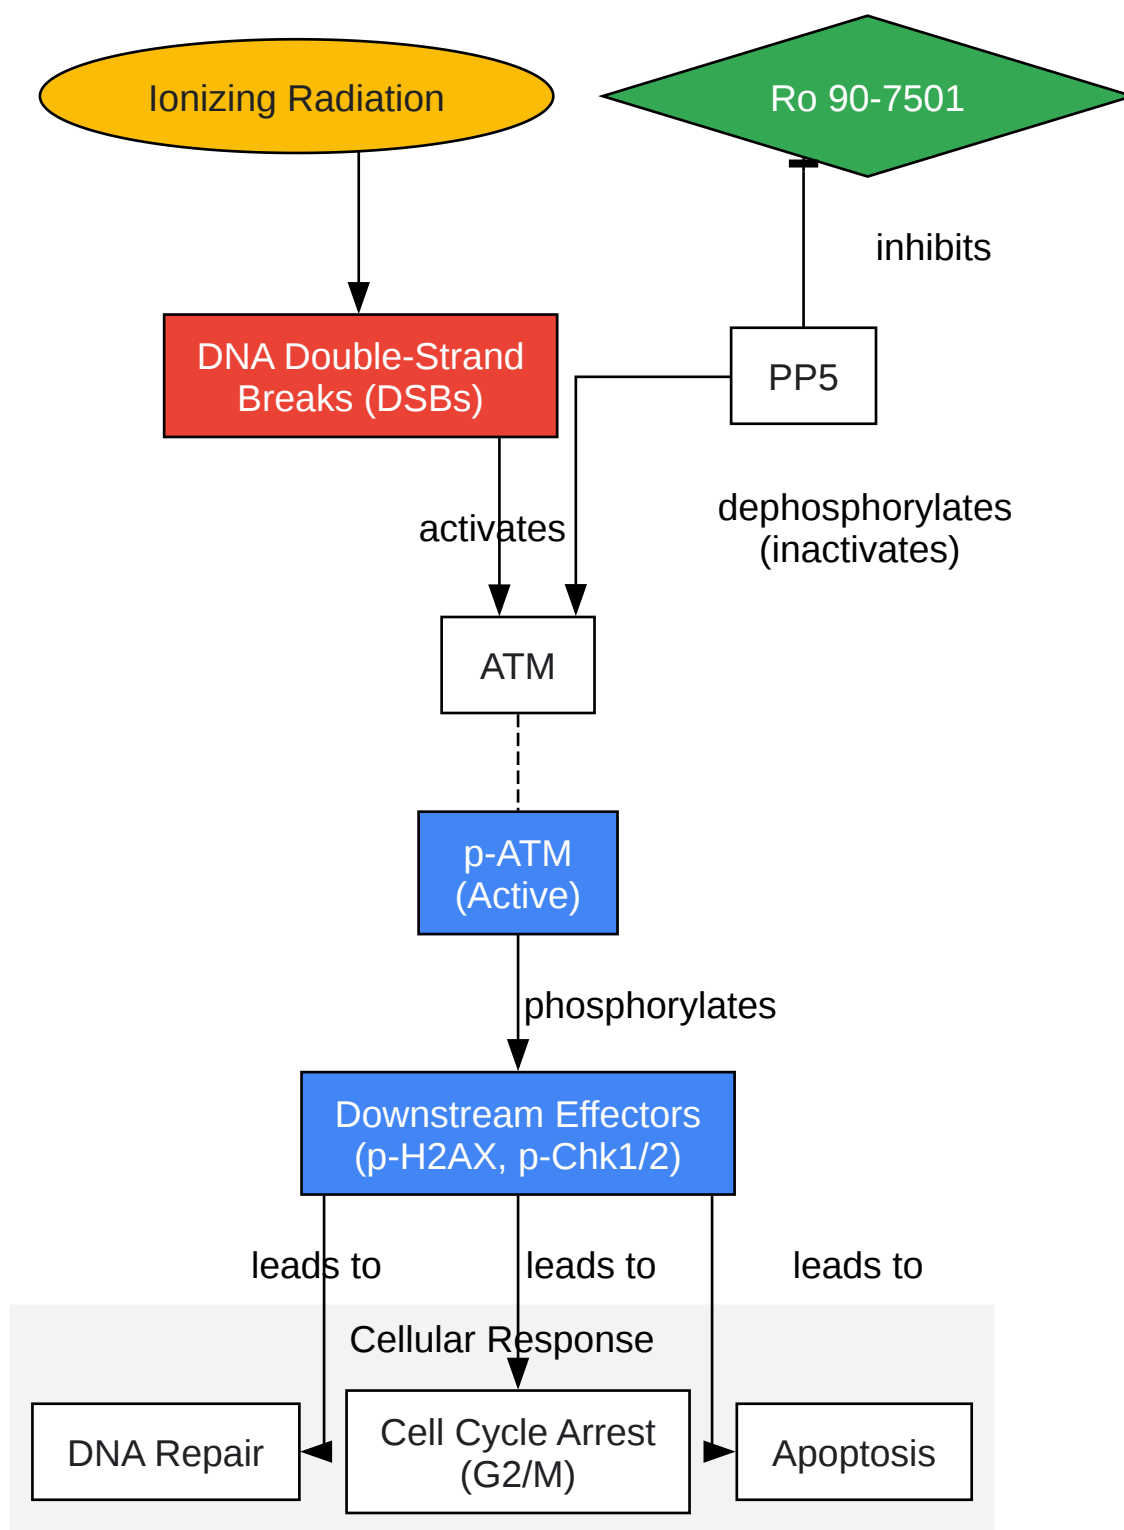 Ionizing Radiation
Ro 90-7501
inhibits
DNA Double-Strand
Breaks (DSBs)
PP5
activates
dephosphorylates
(inactivates)
ATM
p-ATM
(Active)
phosphorylates
Downstream Effectors
(p-H2AX, p-Chk1/2)
leads to
leads to
leads to
Cellular Response
DNA Repair
Cell Cycle Arrest
(G2/M)
Apoptosis